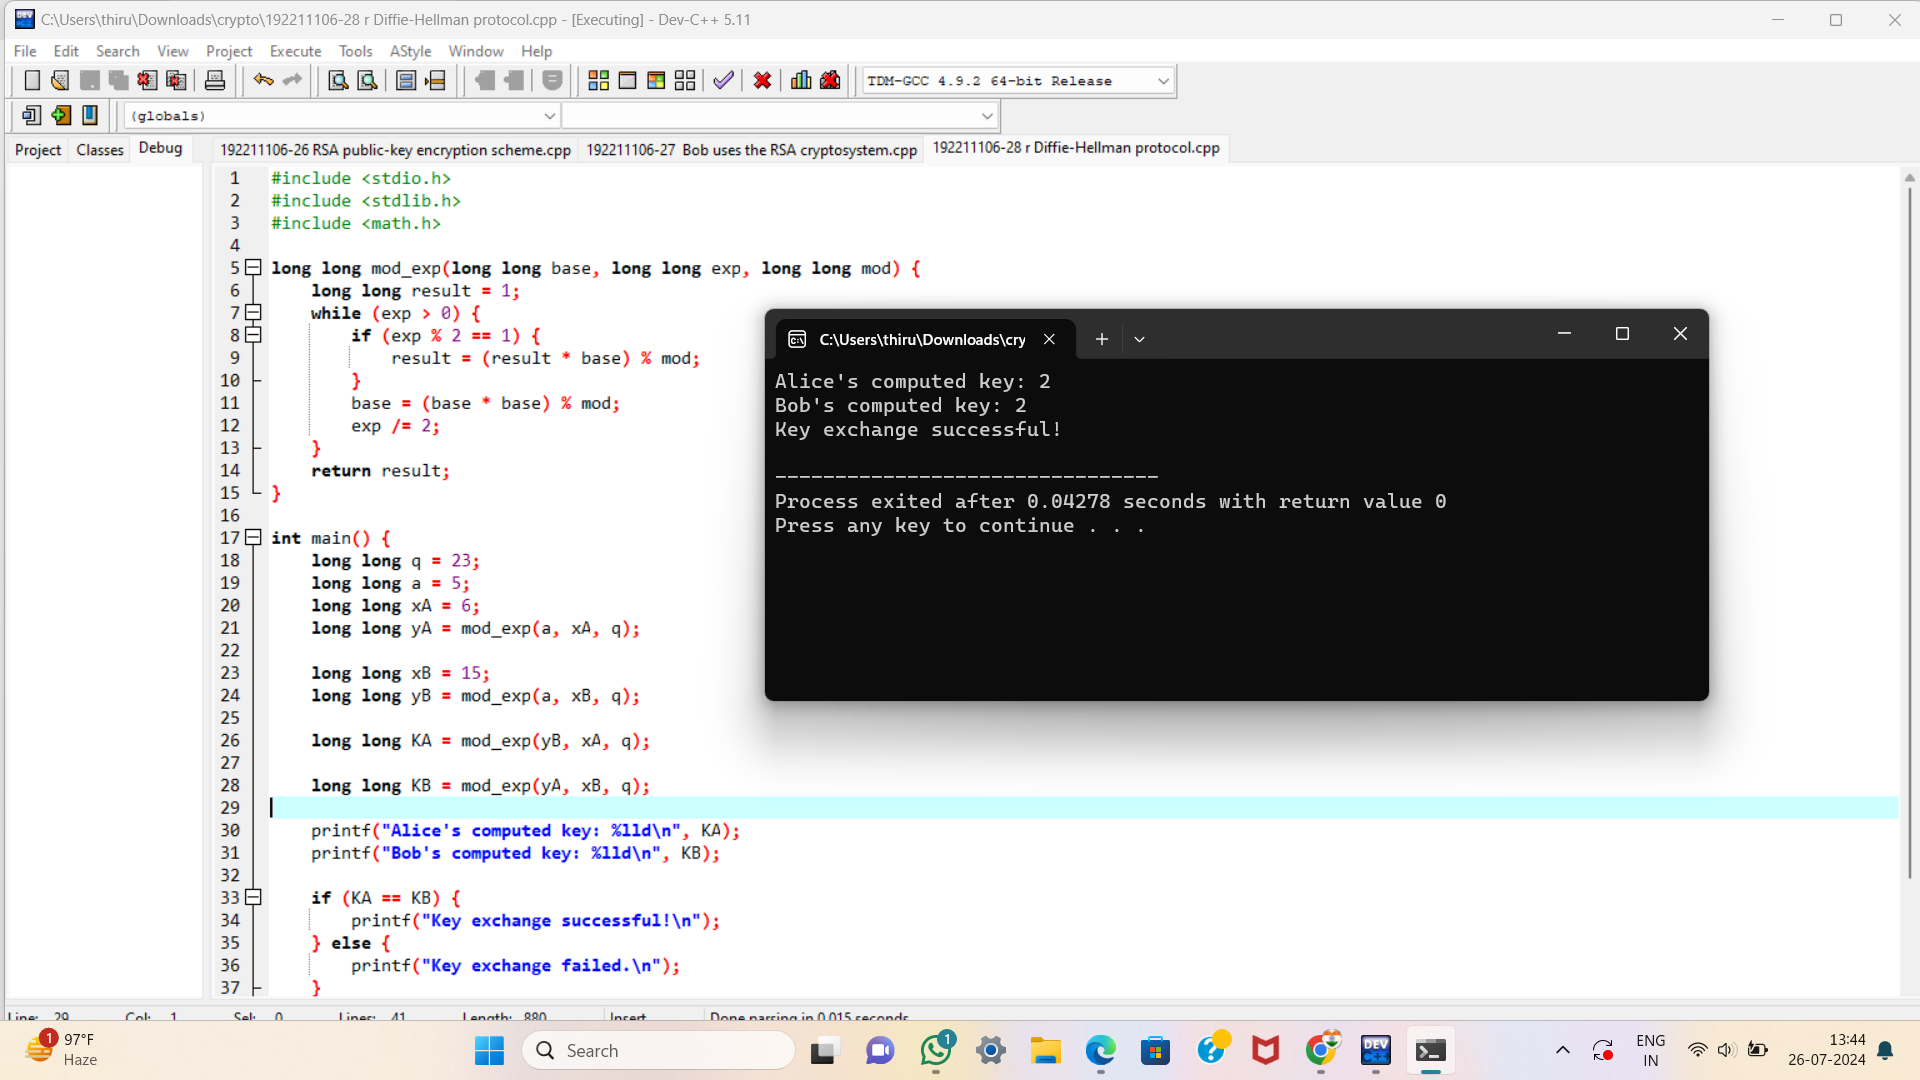 C:\Users\thiru\Downloads\crypto\192211106-28 r Diffie-Hellman protocol.cpp - [Executing] - Dev-C++ 5.11
File Edit Search View Project Execute Tools AStyle Window Help
TDM-GCC 4.9.2 64-bit Release
(globals)
Project Classes Debug
192211106-26 RSA public-key encryption scheme.cpp 192211106-27 Bob uses the RSA cryptosystem.cpp 192211106-28 r Diffie-Hellman protocol.cpp
1 #include <stdio.h>
2 #include <stdlib.h>
3 #include <math.h>
4
5 long long mod_exp(long long base, long long exp, long long mod) {
6 long long result = 1;
7 while (exp > 0) {
8 if (exp % 2 == 1) {
9 result = (result * base) % mod;
10 }
11 base = (base * base) % mod;
12 exp /= 2;
13 }
14 return result;
15 }
16
17 int main() {
18 long long q = 23;
19 long long a = 5;
20 long long xA = 6;
21 long long yA = mod_exp(a, xA, q);
22
23 long long xB = 15;
24 long long yB = mod_exp(a, xB, q);
25
26 long long KA = mod_exp(yB, xA, q);
27
28 long long KB = mod_exp(yA, xB, q);
29
30 printf("Alice's computed key: %lld\n", KA);
31 printf("Bob's computed key: %lld\n", KB);
32
33 if (KA == KB) {
34 printf("Key exchange successful!\n");
35 } else {
36 printf("Key exchange failed.\n");
37 }
C:\Users\thiru\Downloads\cry
Alice's computed key: 2
Bob's computed key: 2
Key exchange successful!
--------------------------------
Process exited after 0.04278 seconds with return value 0
Press any key to continue . . .
Line: 29 Col: 1 Sel: 0 Lines: 41 Length: 880 Insert Done parsing in 0.015 seconds
1
97°F
Haze
Search
1
DEV
C++
ENG
IN
13:44
26-07-2024